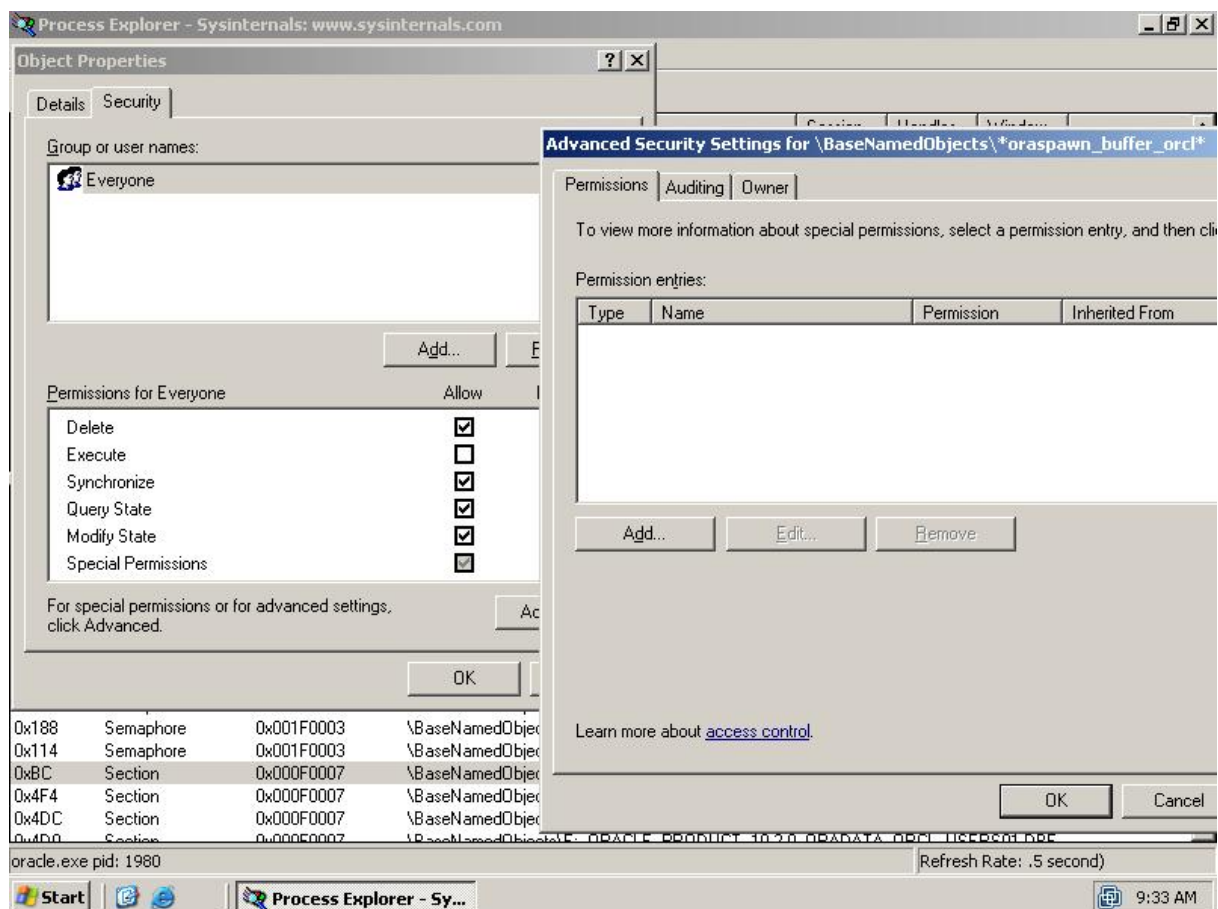 Process Explorer - Sysinternals: www.sysinternals.com
Object Properties
Details Security
Group or user names:
Everyone
Add...
Permissions for Everyone Allow
Delete
Execute
Synchronize
Query State
Modify State
Special Permissions
For special permissions or for advanced settings,
click Advanced.
OK
Advanced Security Settings for \BaseNamedObjects\*oraspawn_buffer_orcl*
Permissions Auditing Owner
To view more information about special permissions, select a permission entry, and then cli
Permission entries:
Type Name Permission Inherited From
Add... Edit... Remove
Learn more about access control.
OK Cancel
0x188 Semaphore 0x001F0003 \BaseNamedObjec
0x114 Semaphore 0x001F0003 \BaseNamedObjec
0xBC Section 0x000F0007 \BaseNamedObjec
0x4F4 Section 0x000F0007 \BaseNamedObjec
0x4DC Section 0x000F0007 \BaseNamedObjec
oracle.exe pid: 1980 Refresh Rate: .5 second)
Start Process Explorer - Sy... 9:33 AM